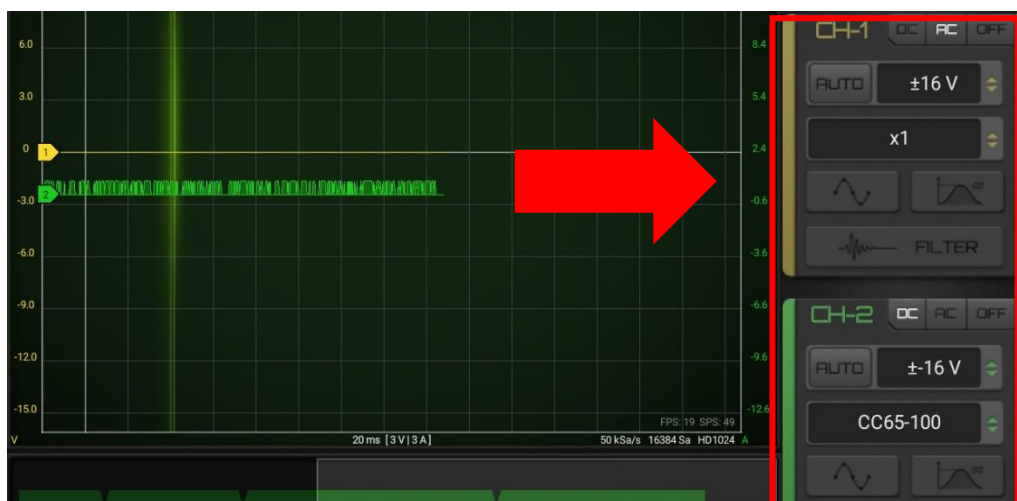 6.0
8.4
CH-1 DC AC OFF
AUTO ±16 V
3.0
5.4
x1
0
1
2.4
2
-3.0
-0.6
FILTER
-6.0
-3.6
-9.0
-6.6
CH-2 DC AC OFF
-12.0
-9.6
AUTO ±-16 V
-15.0
-12.6
CC65-100
FPS: 19 SPS: 49
V
20 ms [ 3 V | 3 A ]
50 kSa/s 16384 Sa HD1024
A